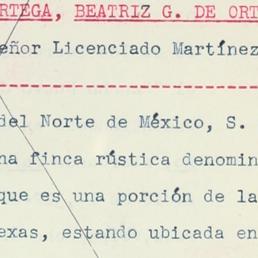 RTEGA, BEATRIZ G. DE ORT
eñor Licenciado Martínez
del Norte de México, S.
na finca rústica denomin
que es una porción de la
exas, estando ubicada en